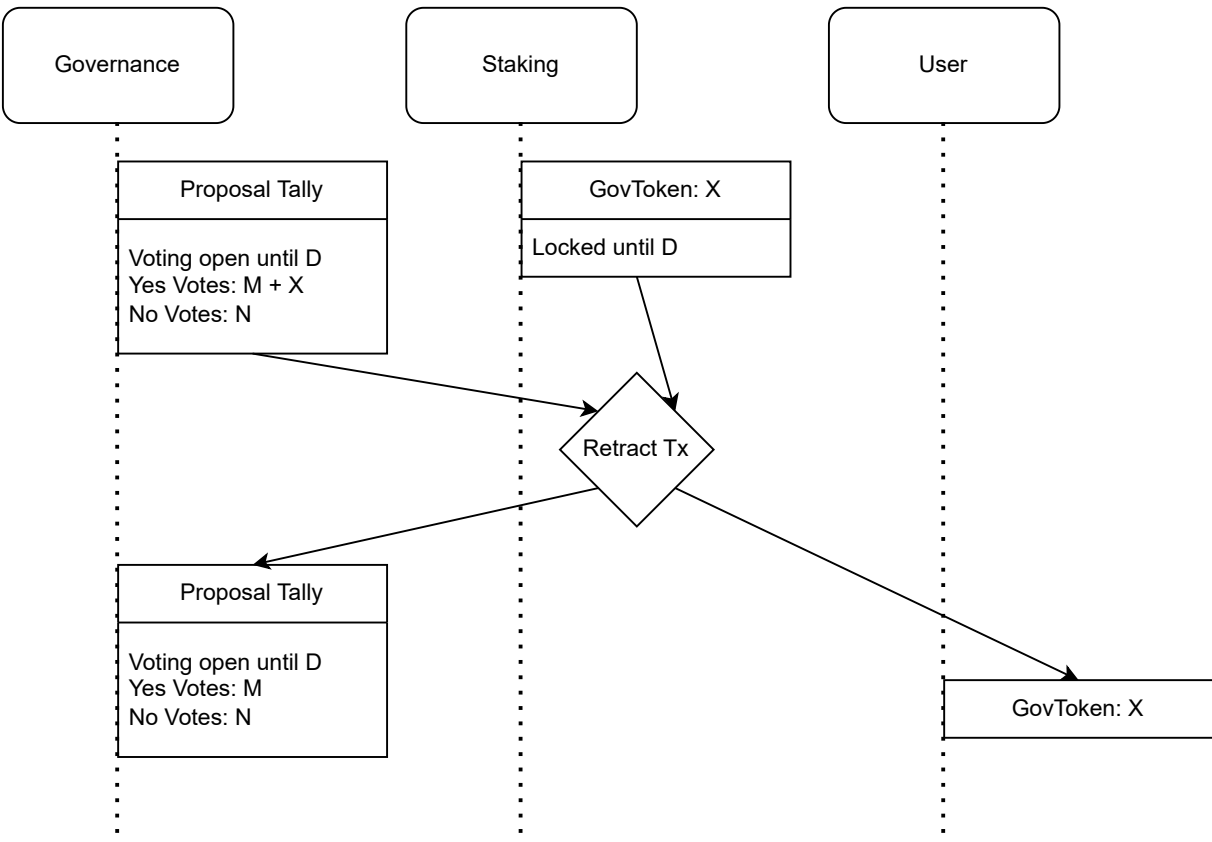 Governance
Staking
User
Proposal Tally
Voting open until D
Yes Votes: M + X
No Votes: N
GovToken: X
Locked until D
Retract Tx
Proposal Tally
Voting open until D
Yes Votes: M
No Votes: N
GovToken: X